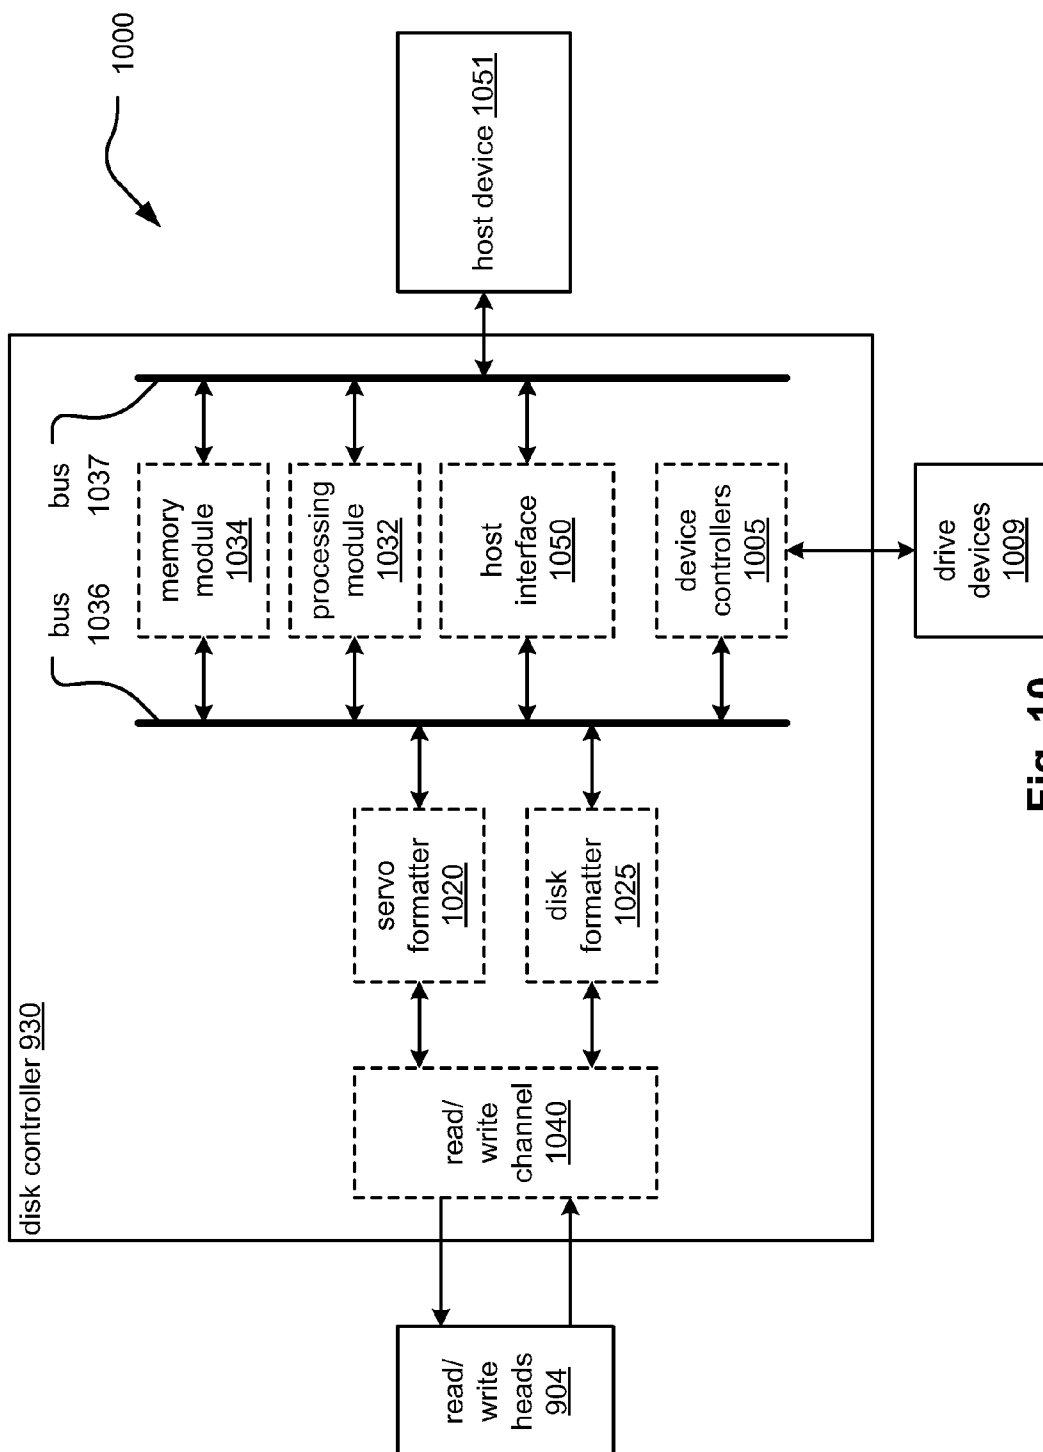 1000
disk controller 930
read/
write
heads
904
read/
write
channel
1040
servo
formatter
1020
disk
formatter
1025
bus
1036
bus
1037
memory
module
1034
processing
module
1032
host
interface
1050
device
controllers
1005
host device 1051
drive
devices
1009
Fig. 10